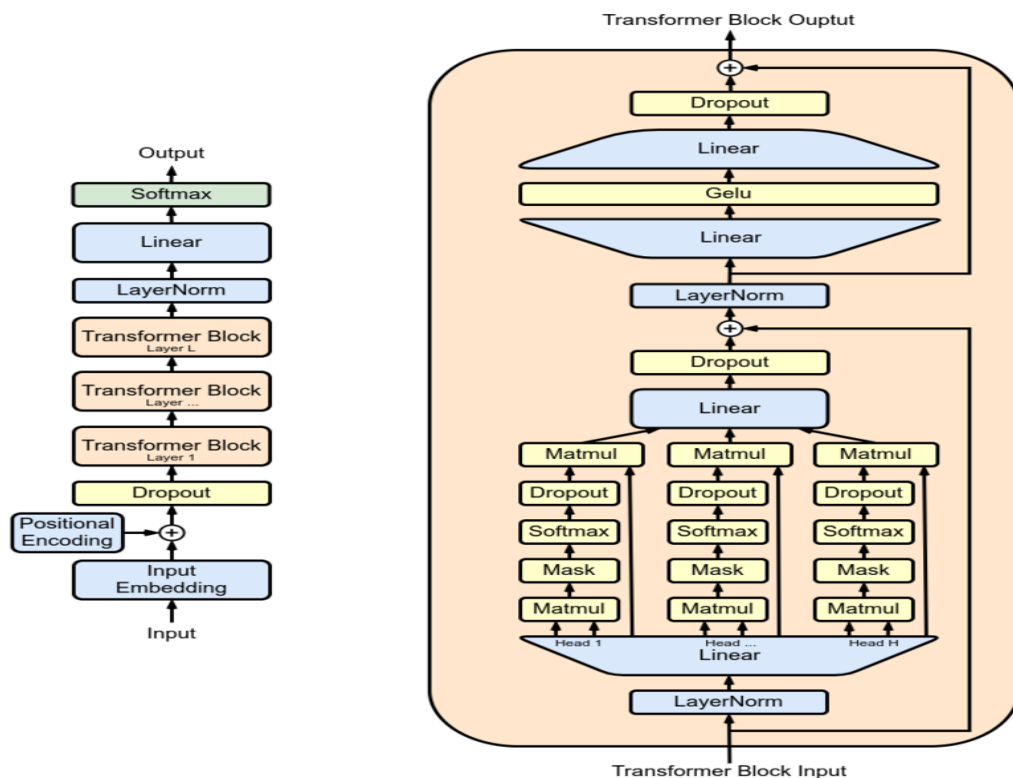 Output
Softmax
Linear
LayerNorm
Transformer Block
Layer L
Transformer Block
Layer ...
Transformer Block
Layer 1
Dropout
Positional
Encoding
+
Input
Embedding
Input
Transformer Block Ouptut
+
Dropout
Linear
Gelu
Linear
LayerNorm
+
Dropout
Linear
Matmul Matmul Matmul
Dropout Dropout Dropout
Softmax Softmax Softmax
Mask Mask Mask
Matmul Matmul Matmul
Head 1 Head ... Head H
Linear
LayerNorm
Transformer Block Input